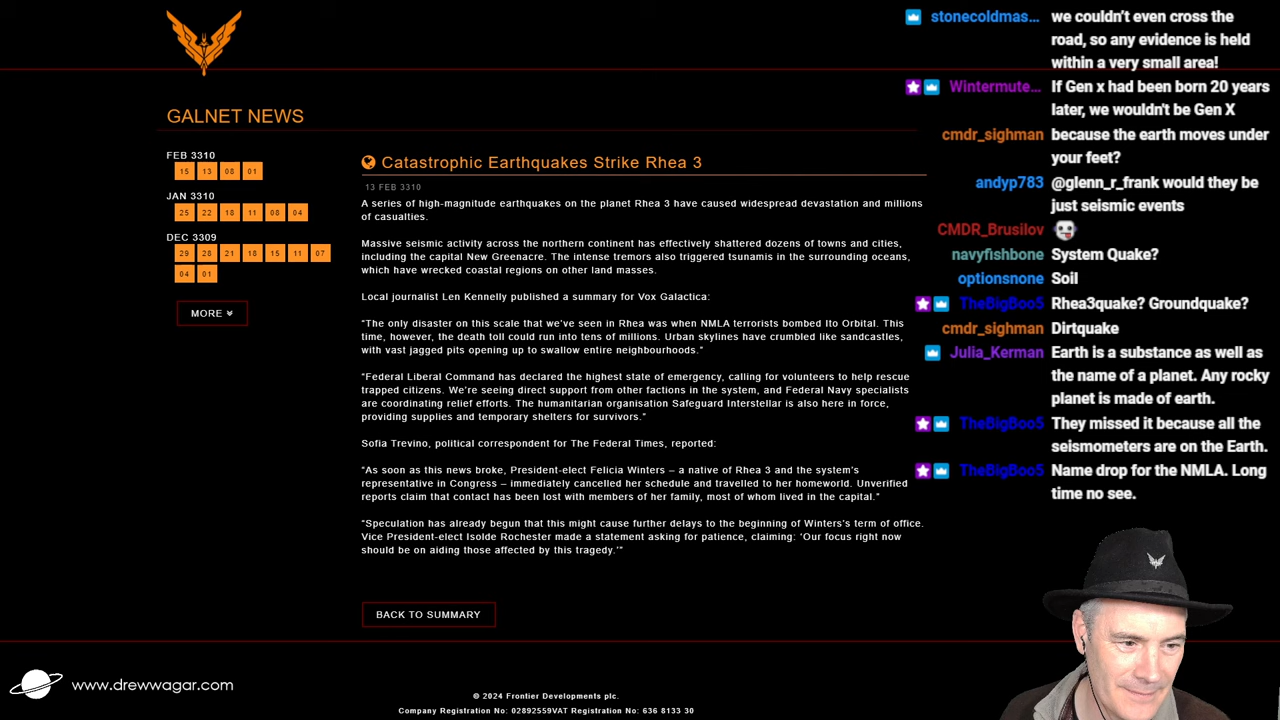 GALNET NEWS
FEB 3310
15 13 08 01
JAN 3310
25 22 18 11 08 04
DEC 3309
29 28 21 18 15 11 07
04 01
MORE
Catastrophic Earthquakes Strike Rhea 3
13 FEB 3310
A series of high-magnitude earthquakes on the planet Rhea 3 have caused widespread devastation and millions
of casualties.
Massive seismic activity across the northern continent has effectively shattered dozens of towns and cities,
including the capital New Greenacre. The intense tremors also triggered tsunamis in the surrounding oceans,
which have wrecked coastal regions on other land masses.
Local journalist Len Kennelly published a summary for Vox Galactica:
“The only disaster on this scale that we’ve seen in Rhea was when NMLA terrorists bombed Ito Orbital. This
time, however, the death toll could run into tens of millions. Urban skylines have crumbled like sandcastles,
with vast jagged pits opening up to swallow entire neighbourhoods.”
“Federal Liberal Command has declared the highest state of emergency, calling for volunteers to help rescue
trapped citizens. We’re seeing direct support from other factions in the system, and Federal Navy specialists
are coordinating relief efforts. The humanitarian organisation Safeguard Interstellar is also here in force,
providing supplies and temporary shelters for survivors.”
Sofia Trevino, political correspondent for The Federal Times, reported:
“As soon as this news broke, President-elect Felicia Winters – a native of Rhea 3 and the system’s
representative in Congress – immediately cancelled her schedule and travelled to her homeworld. Unverified
reports claim that contact has been lost with members of her family, most of whom lived in the capital.”
“Speculation has already begun that this might cause further delays to the beginning of Winters’s term of office.
Vice President-elect Isolde Rochester made a statement asking for patience, claiming: ‘Our focus right now
should be on aiding those affected by this tragedy.’”
BACK TO SUMMARY
stonecoldmas... we couldn’t even cross the
road, so any evidence is held
within a very small area!
Wintermute... If Gen x had been born 20 years
later, we wouldn't be Gen X
cmdr_sighman because the earth moves under
your feet?
andyp783 @glenn_r_frank would they be
just seismic events
CMDR_Brusilov
navyfishbone System Quake?
optionsnone Soil
TheBigBoo5 Rhea3quake? Groundquake?
cmdr_sighman Dirtquake
Julia_Kerman Earth is a substance as well as
the name of a planet. Any rocky
planet is made of earth.
TheBigBoo5 They missed it because all the
seismometers are on the Earth.
TheBigBoo5 Name drop for the NMLA. Long
time no see.
www.drewwagar.com
© 2024 Frontier Developments plc.
Company Registration No: 02892559VAT Registration No: 636 8133 30